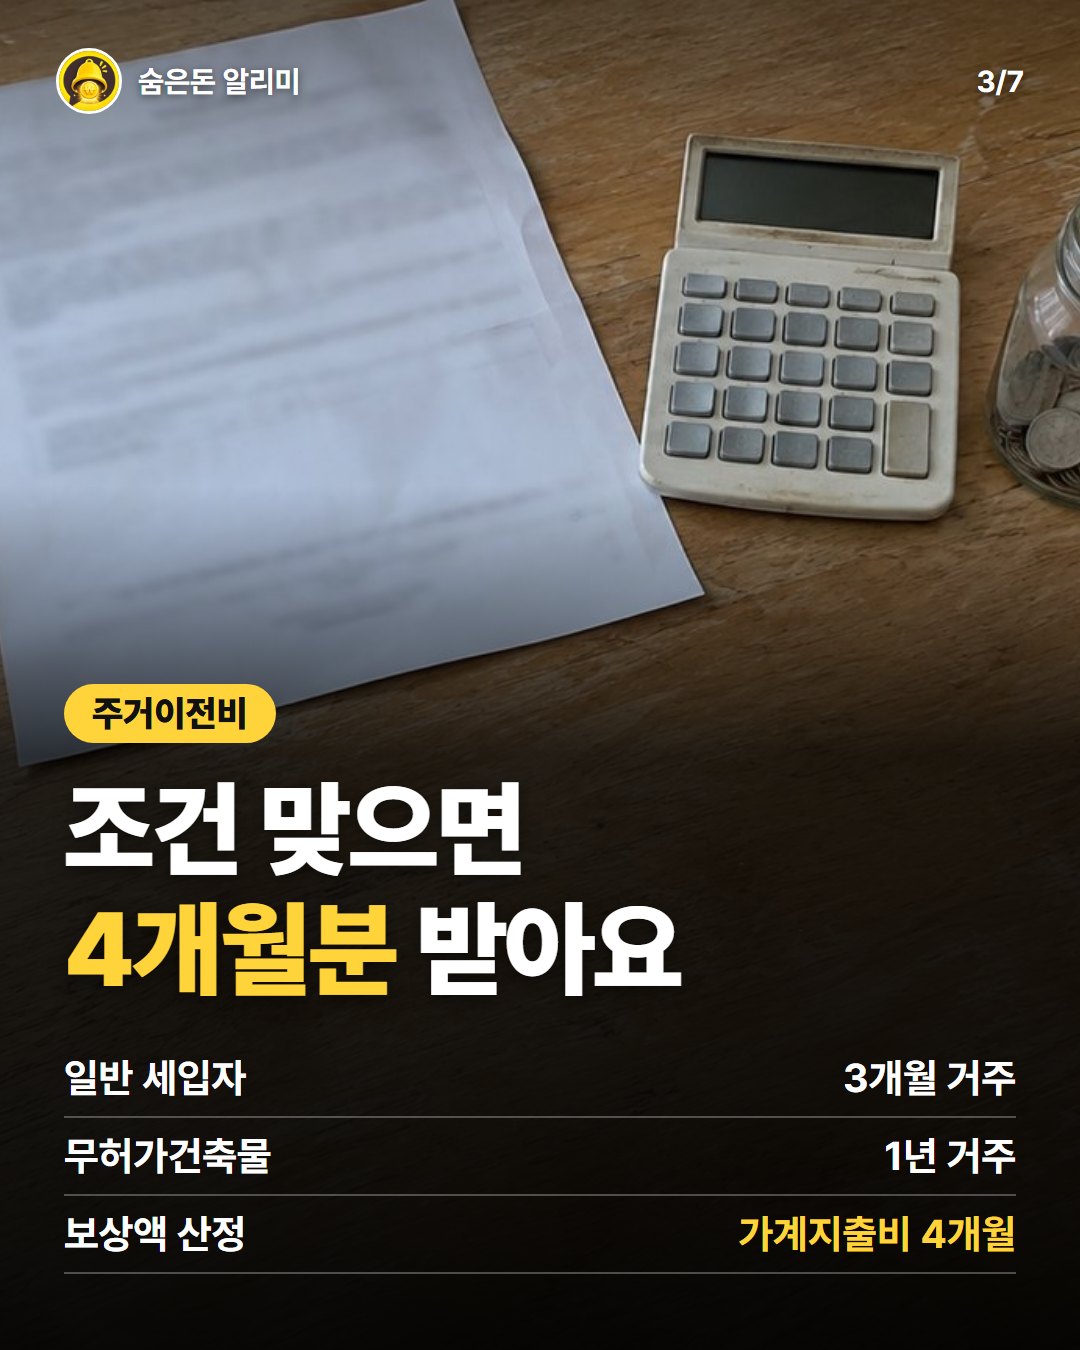 숨은돈 알리미
3/7
주거이전비
조건 맞으면
4개월분 받아요
일반 세입자 3개월 거주
무허가건축물 1년 거주
보상액 산정 가계지출비 4개월